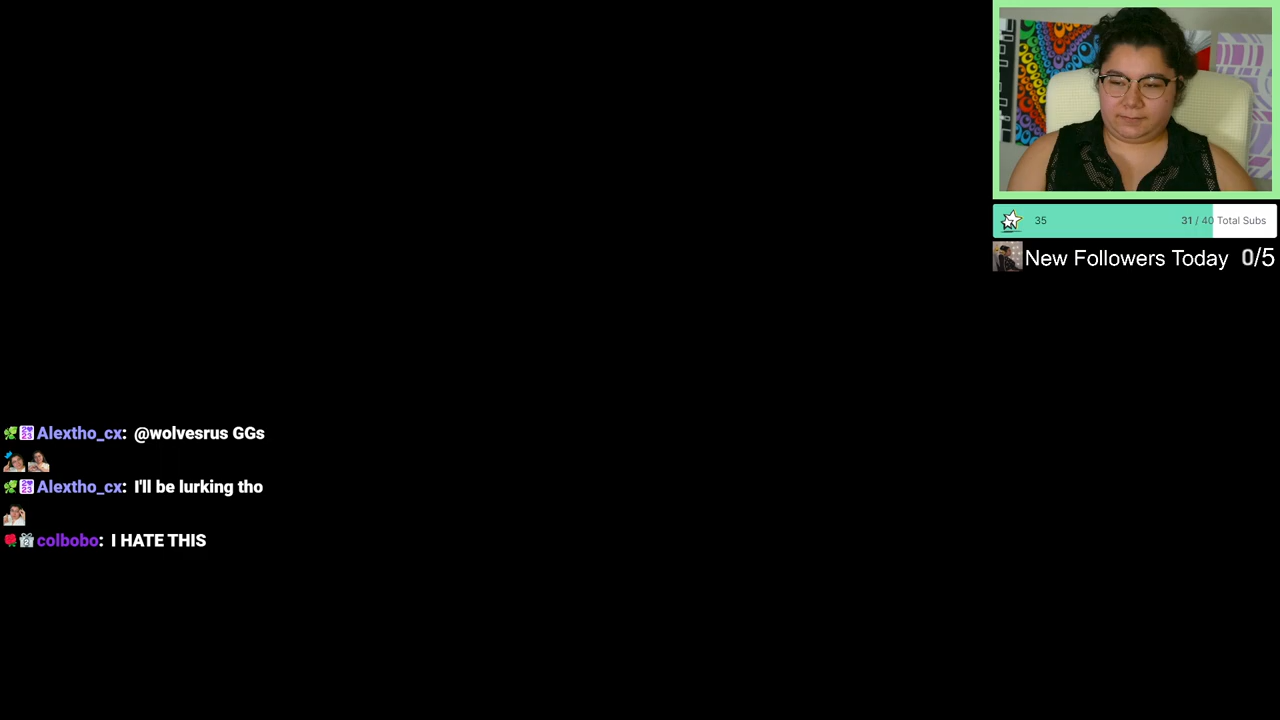 35 31 / 40 Total Subs
New Followers Today 0/5
Alextho_cx: @wolvesrus GGs
Alextho_cx: I'll be lurking tho
colbobo: I HATE THIS